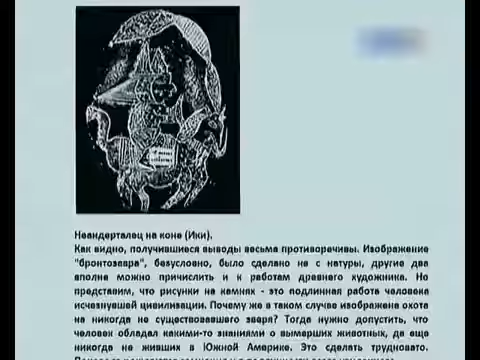 Неандерталец на коне (Ики).
Как видно, получившиеся выводы весьма противоречивы. Изображение
"бронтозавра", безусловно, было сделано не с натуры, другие два
вполне можно причислить и к работам древнего художника. Но
представим, что рисунки на камнях - это подлинная работа человека
исчезнувшей цивилизации. Почему же в таком случае изображена охота
на никогда не существовавшего зверя? Тогда нужно допустить, что
человек обладал какими-то знаниями о вымерших животных, да еще
никогда не живших в Южной Америке. Это сделать трудновато.